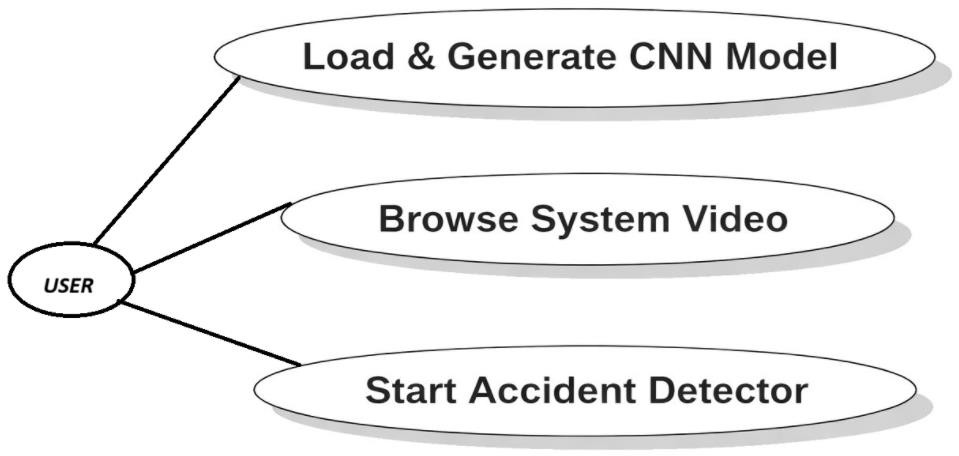 Load & Generate CNN Model
Browse System Video
USER
Start Accident Detector